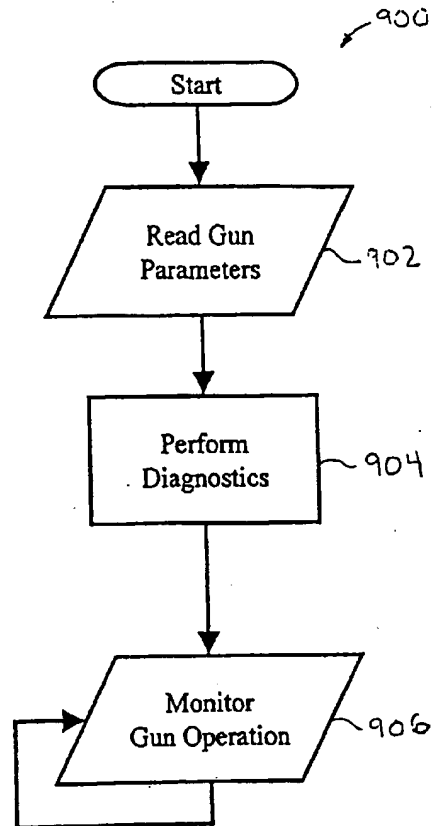 900
Start
Read Gun
Parameters
902
Perform
Diagnostics
904
Monitor
Gun Operation
906